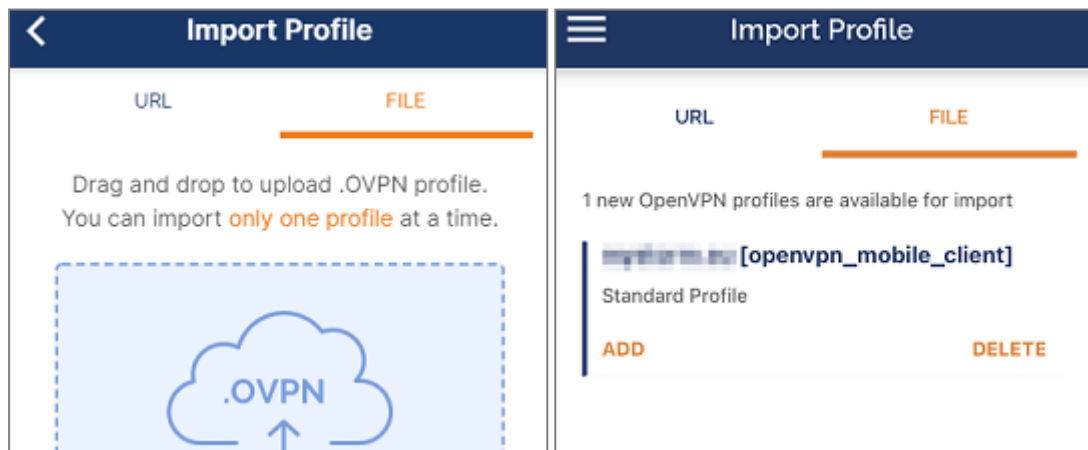 Import Profile
URL
FILE
Drag and drop to upload .OVPN profile.
You can import only one profile at a time.
.OVPN
Import Profile
URL
FILE
1 new OpenVPN profiles are available for import
[openvpn_mobile_client]
Standard Profile
ADD
DELETE